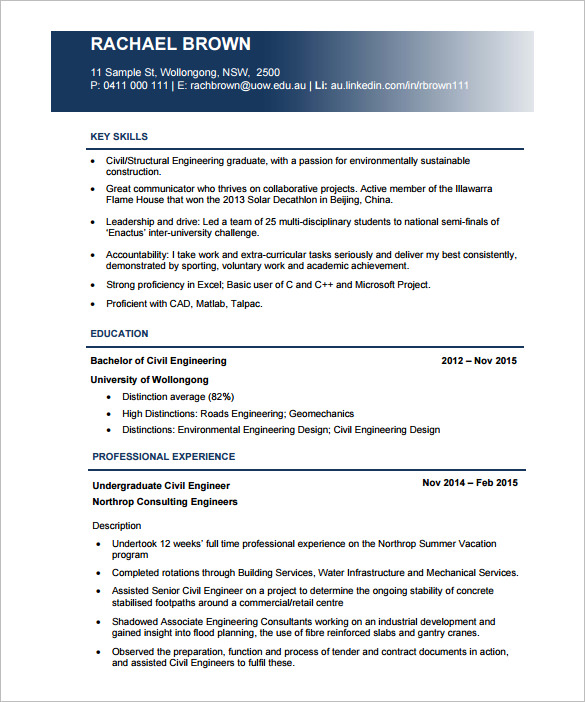 RACHAEL BROWN
11 Sample St, Wollongong, NSW, 2500
P: 0411 000 111 | E: rachbrown@uow.edu.au | Li: au.linkedin.com/in/rbrown111
KEY SKILLS
• Civil/Structural Engineering graduate, with a passion for environmentally sustainable
construction.
• Great communicator who thrives on collaborative projects. Active member of the Illawarra
Flame House that won the 2013 Solar Decathlon in Beijing, China.
• Leadership and drive: Led a team of 25 multi-disciplinary students to national semi-finals of
‘Enactus’ inter-university challenge.
• Accountability: I take work and extra-curricular tasks seriously and deliver my best consistently,
demonstrated by sporting, voluntary work and academic achievement.
• Strong proficiency in Excel; Basic user of C and C++ and Microsoft Project.
• Proficient with CAD, Matlab, Talpac.
EDUCATION
Bachelor of Civil Engineering 2012 – Nov 2015
University of Wollongong
• Distinction average (82%)
• High Distinctions: Roads Engineering; Geomechanics
• Distinctions: Environmental Engineering Design; Civil Engineering Design
PROFESSIONAL EXPERIENCE
Undergraduate Civil Engineer Nov 2014 – Feb 2015
Northrop Consulting Engineers
Description
• Undertook 12 weeks’ full time professional experience on the Northrop Summer Vacation
program
• Completed rotations through Building Services, Water Infrastructure and Mechanical Services.
• Assisted Senior Civil Engineer on a project to determine the ongoing stability of concrete
stabilised footpaths around a commercial/retail centre
• Shadowed Associate Engineering Consultants working on an industrial development and
gained insight into flood planning, the use of fibre reinforced slabs and gantry cranes.
• Observed the preparation, function and process of tender and contract documents in action,
and assisted Civil Engineers to fulfil these.